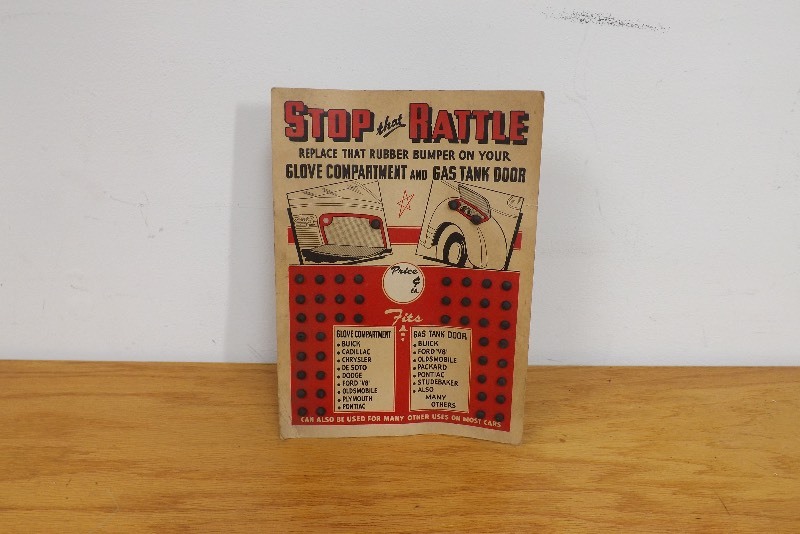 STOP that RATTLE
REPLACE THAT RUBBER BUMPER ON YOUR
GLOVE COMPARTMENT AND GAS TANK DOOR
Price
¢
ea.
Fits
GLOVE COMPARTMENT
• BUICK
• CADILLAC
• CHRYSLER
• DE SOTO
• DODGE
• FORD "V8"
• OLDSMOBILE
• PLYMOUTH
• PONTIAC
GAS TANK DOOR
• BUICK
• FORD "V8"
• OLDSMOBILE
• PACKARD
• PONTIAC
• STUDEBAKER
• ALSO
MANY
OTHERS
CAN ALSO BE USED FOR MANY OTHER USES ON MOST CARS